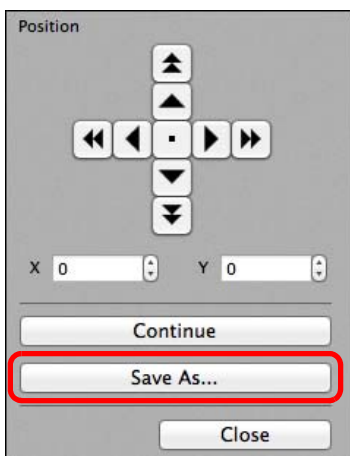 Position
X 0 Y 0
Continue
Save As...
Close